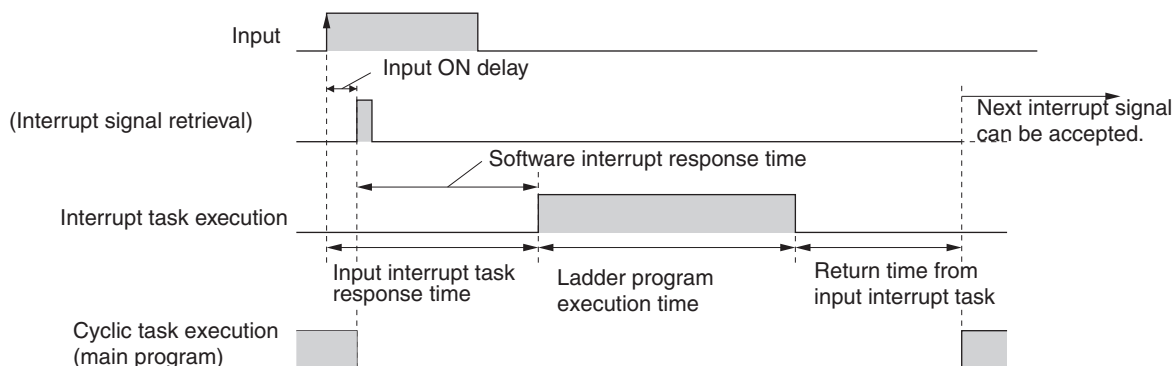 Input
Input ON delay
(Interrupt signal retrieval)
Next interrupt signal
can be accepted.
Software interrupt response time
Interrupt task execution
Input interrupt task
response time
Ladder program
execution time
Return time from
input interrupt task
Cyclic task execution
(main program)